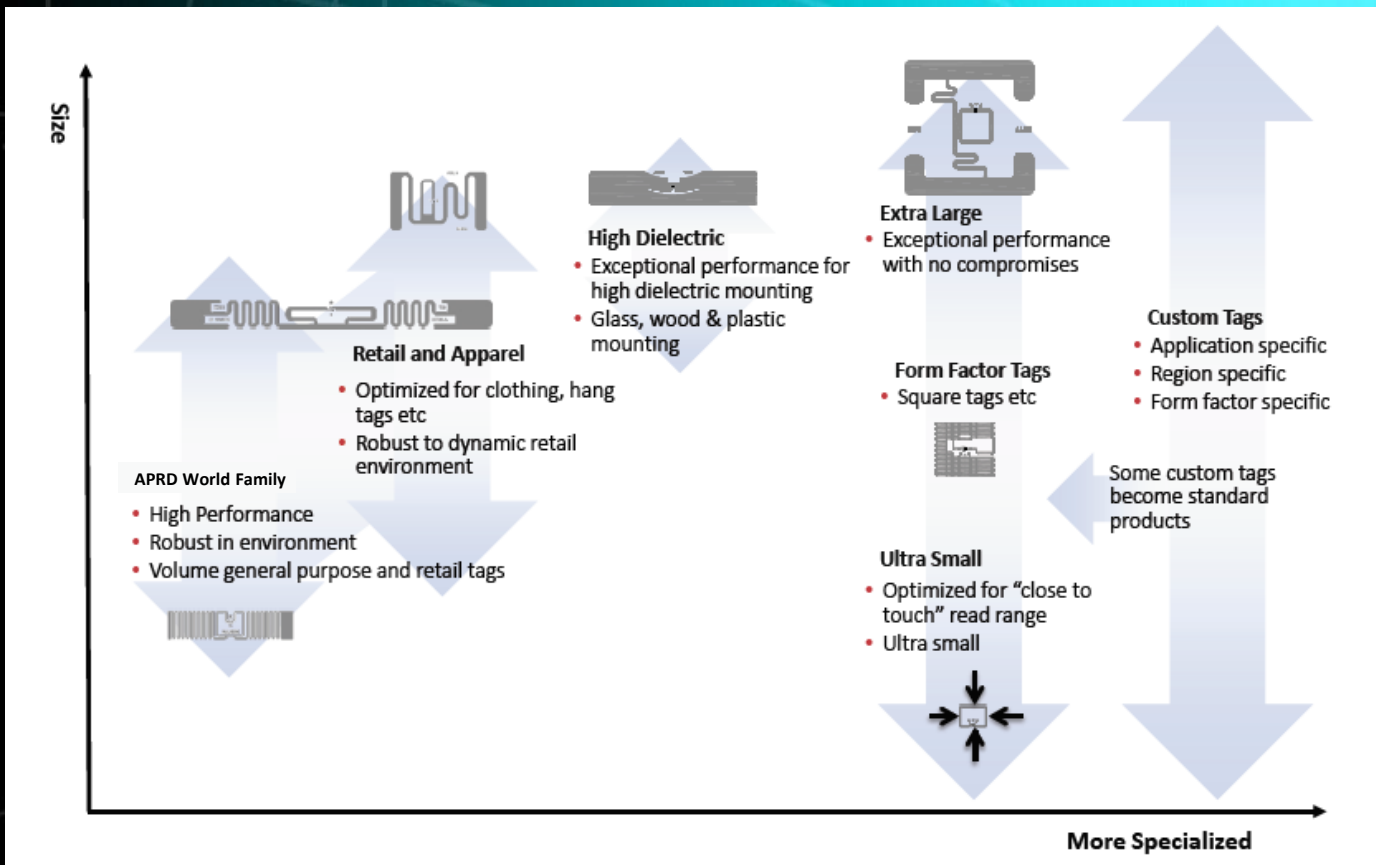 Size
High Dielectric
• Exceptional performance for
high dielectric mounting
• Glass, wood & plastic
mounting
Extra Large
• Exceptional performance
with no compromises
Retail and Apparel
• Optimized for clothing, hang
tags etc
• Robust to dynamic retail
environment
Form Factor Tags
• Square tags etc
Custom Tags
• Application specific
• Region specific
• Form factor specific
APRD World Family
• High Performance
• Robust in environment
• Volume general purpose and retail tags
Some custom tags
become standard
products
Ultra Small
• Optimized for “close to
touch” read range
• Ultra small
More Specialized